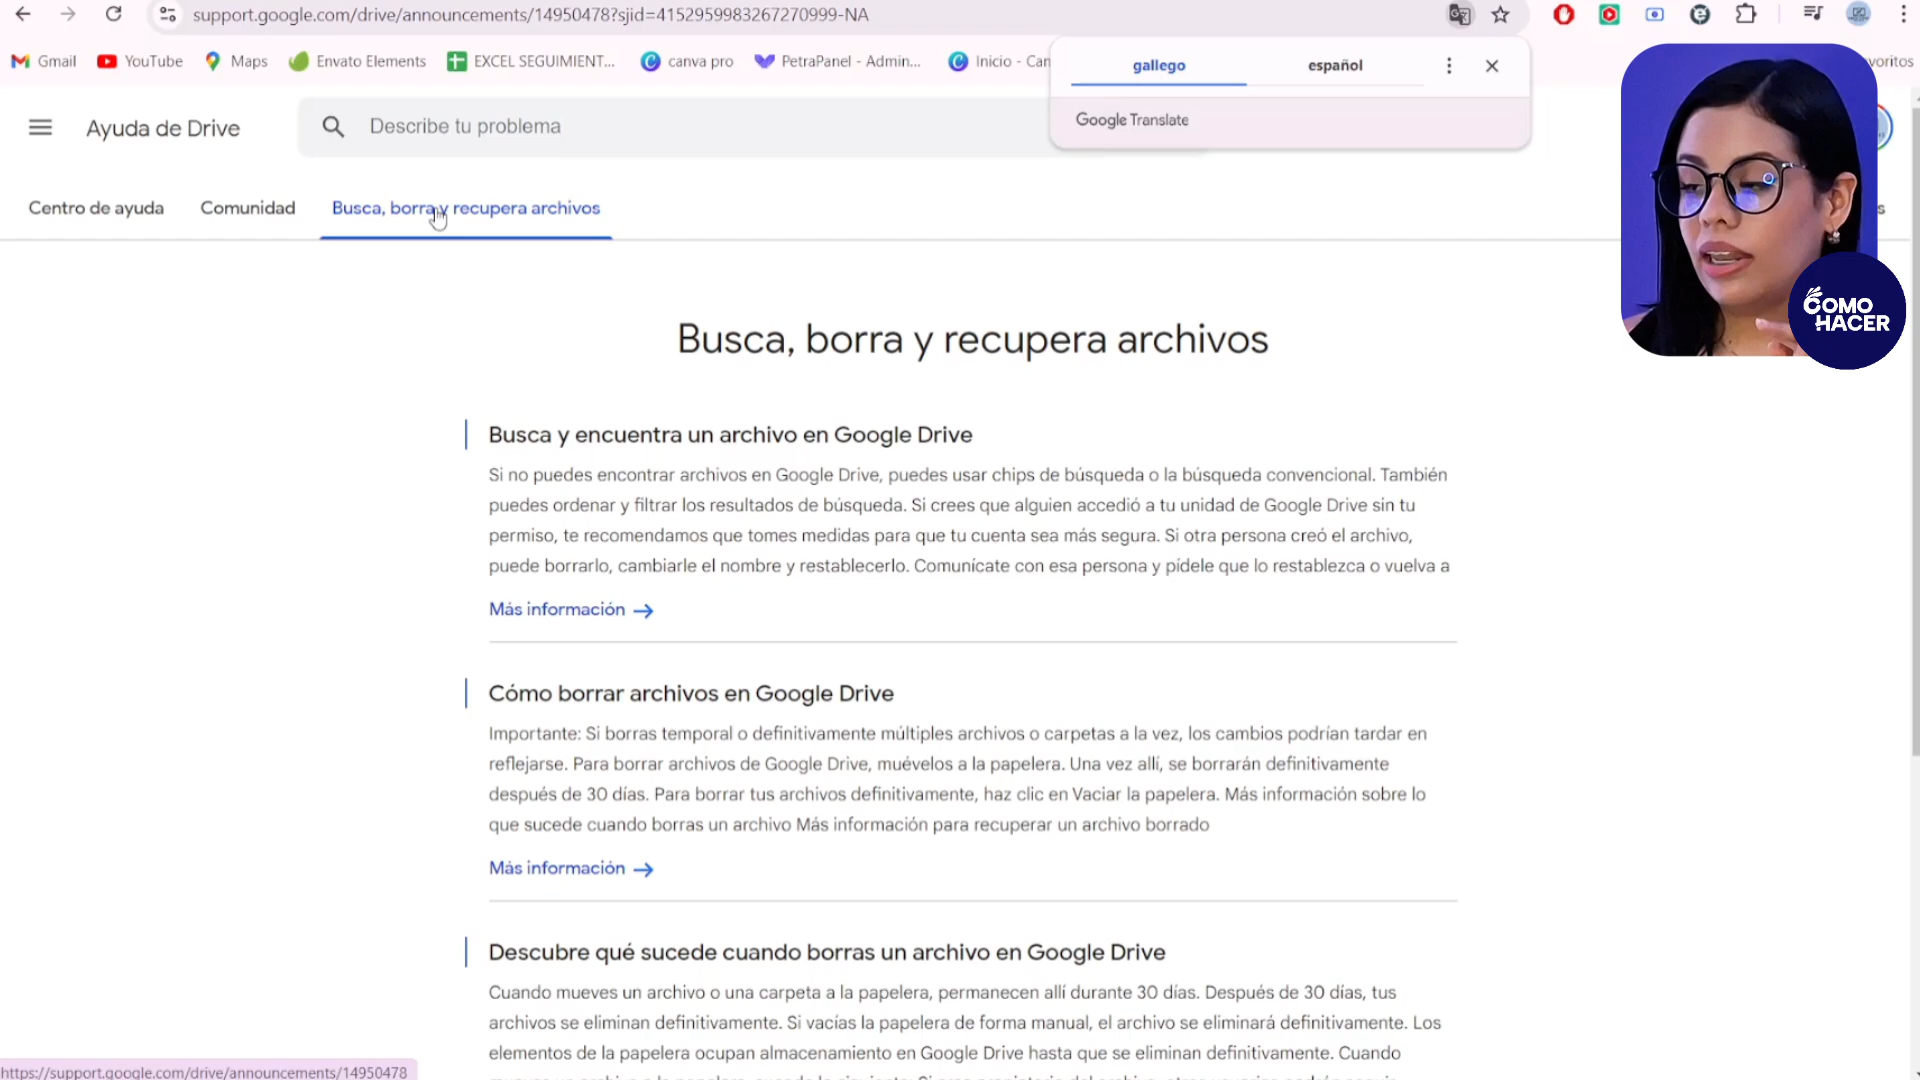 support.google.com/drive/announcements/14950478?sjid=4152959983267270999-NA
Gmail YouTube Maps Envato Elements EXCEL SEGUIMIENT... canva pro PetraPanel - Admin... Inicio - Can voritos
gallego español
Google Translate
Ayuda de Drive
Describe tu problema
Centro de ayuda Comunidad Busca, borra y recupera archivos
COMO
HACER
Busca, borra y recupera archivos
Busca y encuentra un archivo en Google Drive
Si no puedes encontrar archivos en Google Drive, puedes usar chips de búsqueda o la búsqueda convencional. También
puedes ordenar y filtrar los resultados de búsqueda. Si crees que alguien accedió a tu unidad de Google Drive sin tu
permiso, te recomendamos que tomes medidas para que tu cuenta sea más segura. Si otra persona creó el archivo,
puede borrarlo, cambiarle el nombre y restablecerlo. Comunícate con esa persona y pídele que lo restablezca o vuelva a
Más información
Cómo borrar archivos en Google Drive
Importante: Si borras temporal o definitivamente múltiples archivos o carpetas a la vez, los cambios podrían tardar en
reflejarse. Para borrar archivos de Google Drive, muévelos a la papelera. Una vez allí, se borrarán definitivamente
después de 30 días. Para borrar tus archivos definitivamente, haz clic en Vaciar la papelera. Más información sobre lo
que sucede cuando borras un archivo Más información para recuperar un archivo borrado
Más información
Descubre qué sucede cuando borras un archivo en Google Drive
Cuando mueves un archivo o una carpeta a la papelera, permanecen allí durante 30 días. Después de 30 días, tus
archivos se eliminan definitivamente. Si vacías la papelera de forma manual, el archivo se eliminará definitivamente. Los
elementos de la papelera ocupan almacenamiento en Google Drive hasta que se eliminan definitivamente. Cuando
https://support.google.com/drive/announcements/14950478